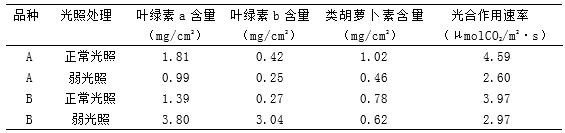 品种 光照处理 叶绿素 a 含量 叶绿素 b 含量 类胡萝卜素含量 光合作用速率
(mg/cm²) (mg/cm²) (mg/cm²) (μmolCO₂/m²·s)
A 正常光照 1.81 0.42 1.02 4.59
A 弱光照 0.99 0.25 0.46 2.60
B 正常光照 1.39 0.27 0.78 3.97
B 弱光照 3.80 3.04 0.62 2.97